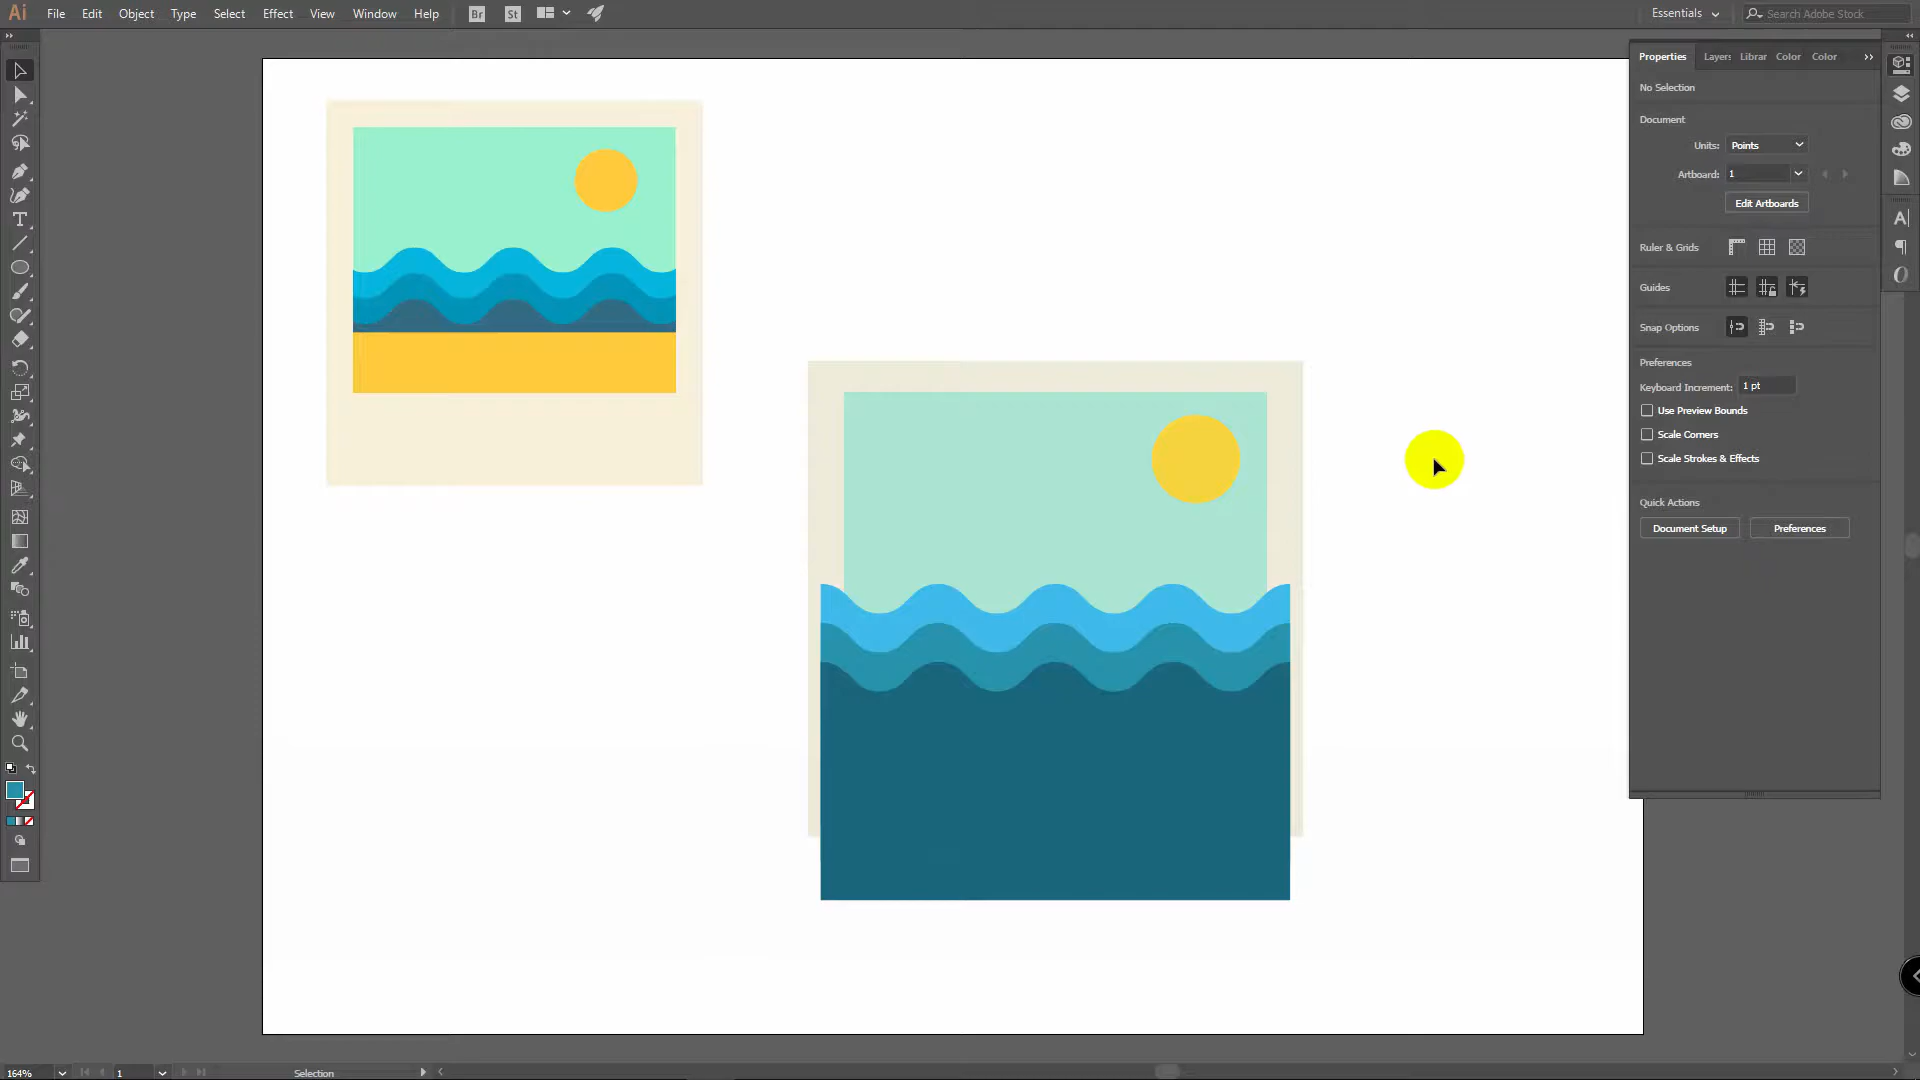 Ai File Edit Object Type Select Effect View Window Help Br St Essentials Search Adobe Stock
Properties Layers Librar Color Color
No Selection
Document
Units: Points
Artboard: 1
Edit Artboards
Ruler & Grids
Guides
Snap Options
Preferences
Keyboard Increment: 1 pt
Use Preview Bounds
Scale Corners
Scale Strokes & Effects
Quick Actions
Document Setup Preferences
164% 1 Selection